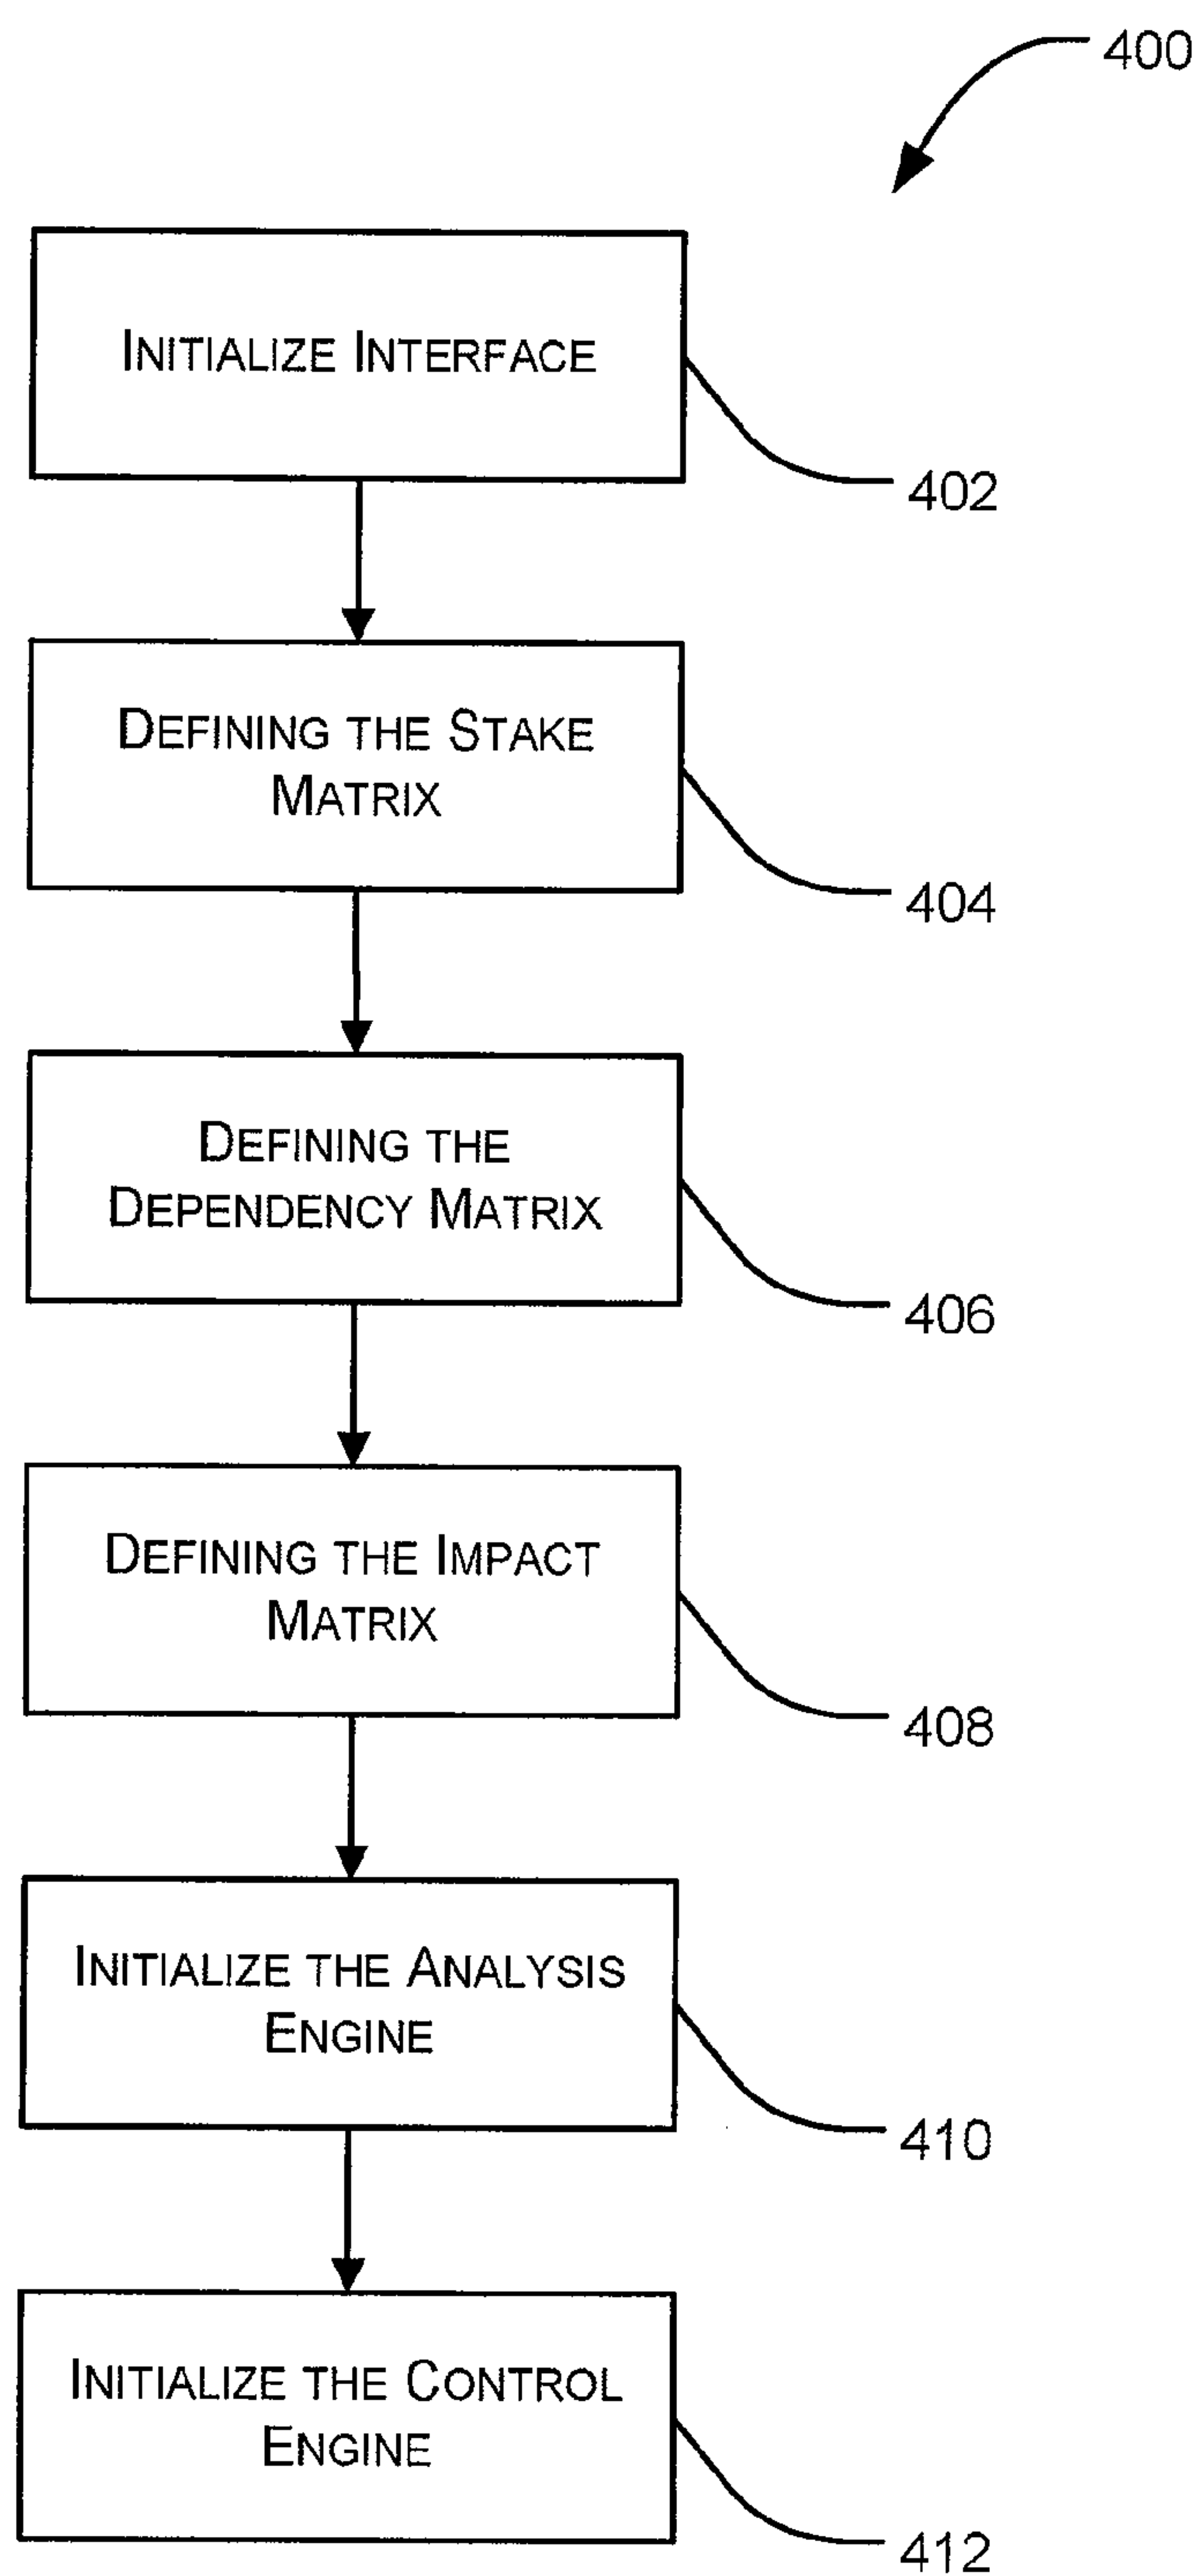 400
INITIALIZE INTERFACE
402
DEFINING THE STAKE
MATRIX
404
DEFINING THE
DEPENDENCY MATRIX
406
DEFINING THE IMPACT
MATRIX
408
INITIALIZE THE ANALYSIS
ENGINE
410
INITIALIZE THE CONTROL
ENGINE
412